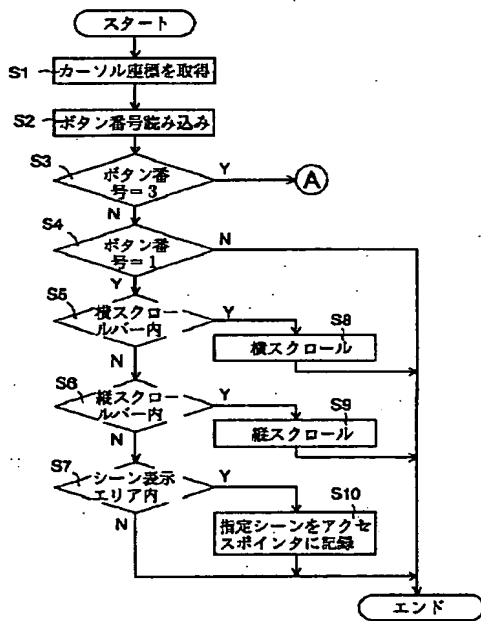 スタート
S1
カーソル座標を取得
S2
ボタン番号読み込み
S3
ボタン番
号=3
Y
A
N
S4
ボタン番
号=1
N
Y
S5
横スクロー
ルバー内
Y
S8
横スクロール
N
S6
縦スクロー
ルバー内
Y
S9
縦スクロール
N
S7
シーン表示
エリア内
Y
S10
指定シーンをアクセ
スポインタに記録
N
エンド